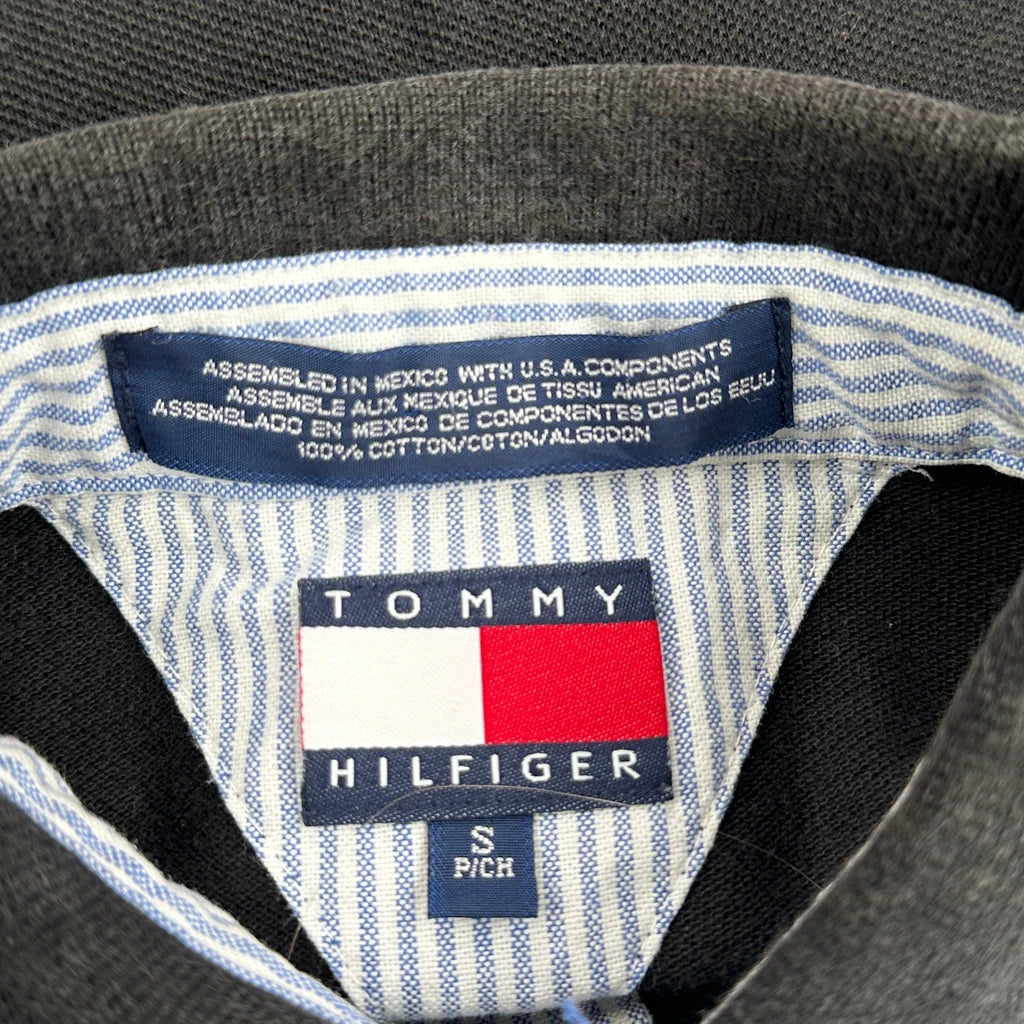 ASSEMBLED IN MEXICO WITH U.S.A. COMPONENTS
ASSEMBLE AUX MEXIQUE DE TISSU AMERICAN
ASSEMBLADO EN MEXICO DE COMPONENTES DE LOS EEUU
100% COTTON/COTON/ALGODON
TOMMY
HILFIGER
S
P/CH